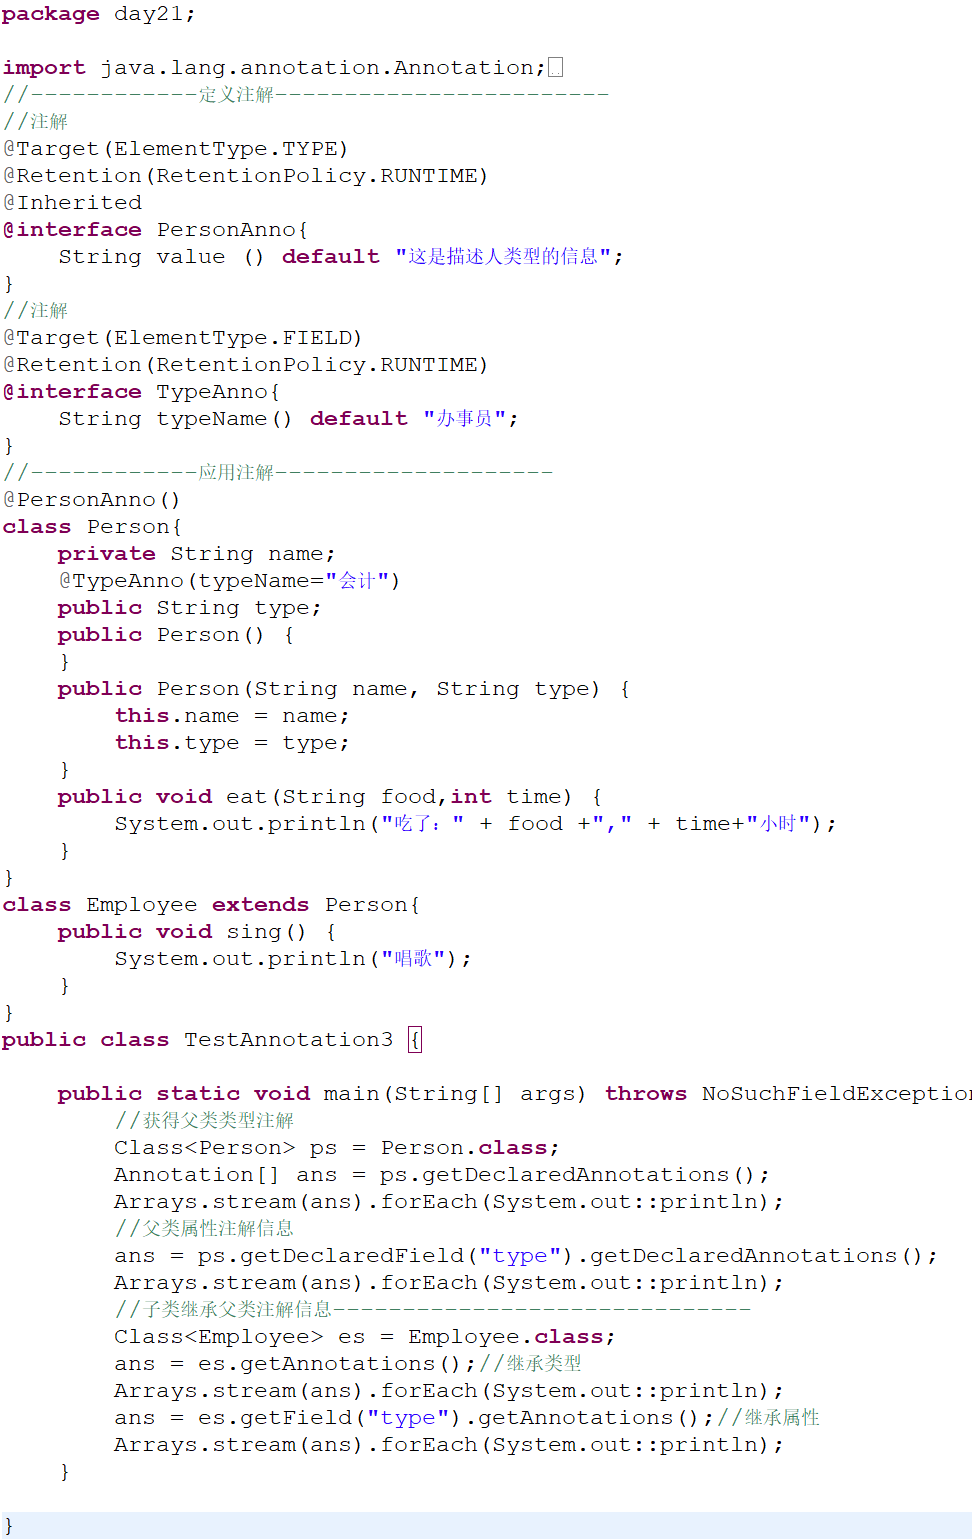 package day21;
import java.lang.annotation.Annotation;
//------------定义注解------------------------
//注解
@Target(ElementType.TYPE)
@Retention(RetentionPolicy.RUNTIME)
@Inherited
@interface PersonAnno{
    String value () default "这是描述人类型的信息";
}
//注解
@Target(ElementType.FIELD)
@Retention(RetentionPolicy.RUNTIME)
@interface TypeAnno{
    String typeName() default "办事员";
}
//------------应用注解--------------------
@PersonAnno()
class Person{
    private String name;
    @TypeAnno(typeName="会计")
    public String type;
    public Person() {
    }
    public Person(String name, String type) {
        this.name = name;
        this.type = type;
    }
    public void eat(String food,int time) {
        System.out.println("吃了：" + food +"," + time+"小时");
    }
}
class Employee extends Person{
    public void sing() {
        System.out.println("唱歌");
    }
}
public class TestAnnotation3 {
    public static void main(String[] args) throws NoSuchFieldException
        //获得父类类型注解
        Class<Person> ps = Person.class;
        Annotation[] ans = ps.getDeclaredAnnotations();
        Arrays.stream(ans).forEach(System.out::println);
        //父类属性注解信息
        ans = ps.getDeclaredField("type").getDeclaredAnnotations();
        Arrays.stream(ans).forEach(System.out::println);
        //子类继承父类注解信息------------------------------
        Class<Employee> es = Employee.class;
        ans = es.getAnnotations();//继承类型
        Arrays.stream(ans).forEach(System.out::println);
        ans = es.getField("type").getAnnotations();//继承属性
        Arrays.stream(ans).forEach(System.out::println);
    }
}